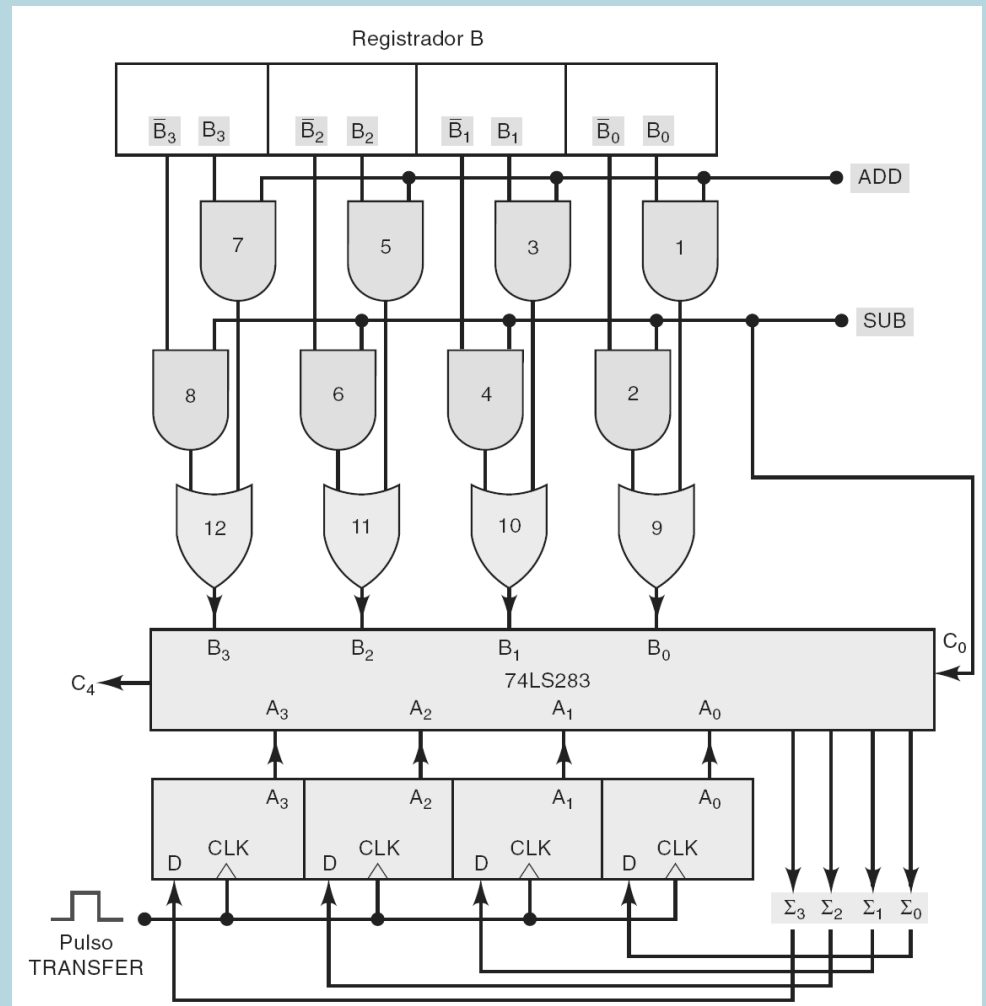 Registrador B
B̅₃ B₃ B̅₂ B₂ B̅₁ B₁ B̅₀ B₀
ADD
7 5 3 1
SUB
8 6 4 2
12 11 10 9
B₃ B₂ B₁ B₀ C₀
74LS283
C₄
A₃ A₂ A₁ A₀
A₃ A₂ A₁ A₀
CLK CLK CLK CLK
D D D D
Σ₃ Σ₂ Σ₁ Σ₀
Pulso
TRANSFER